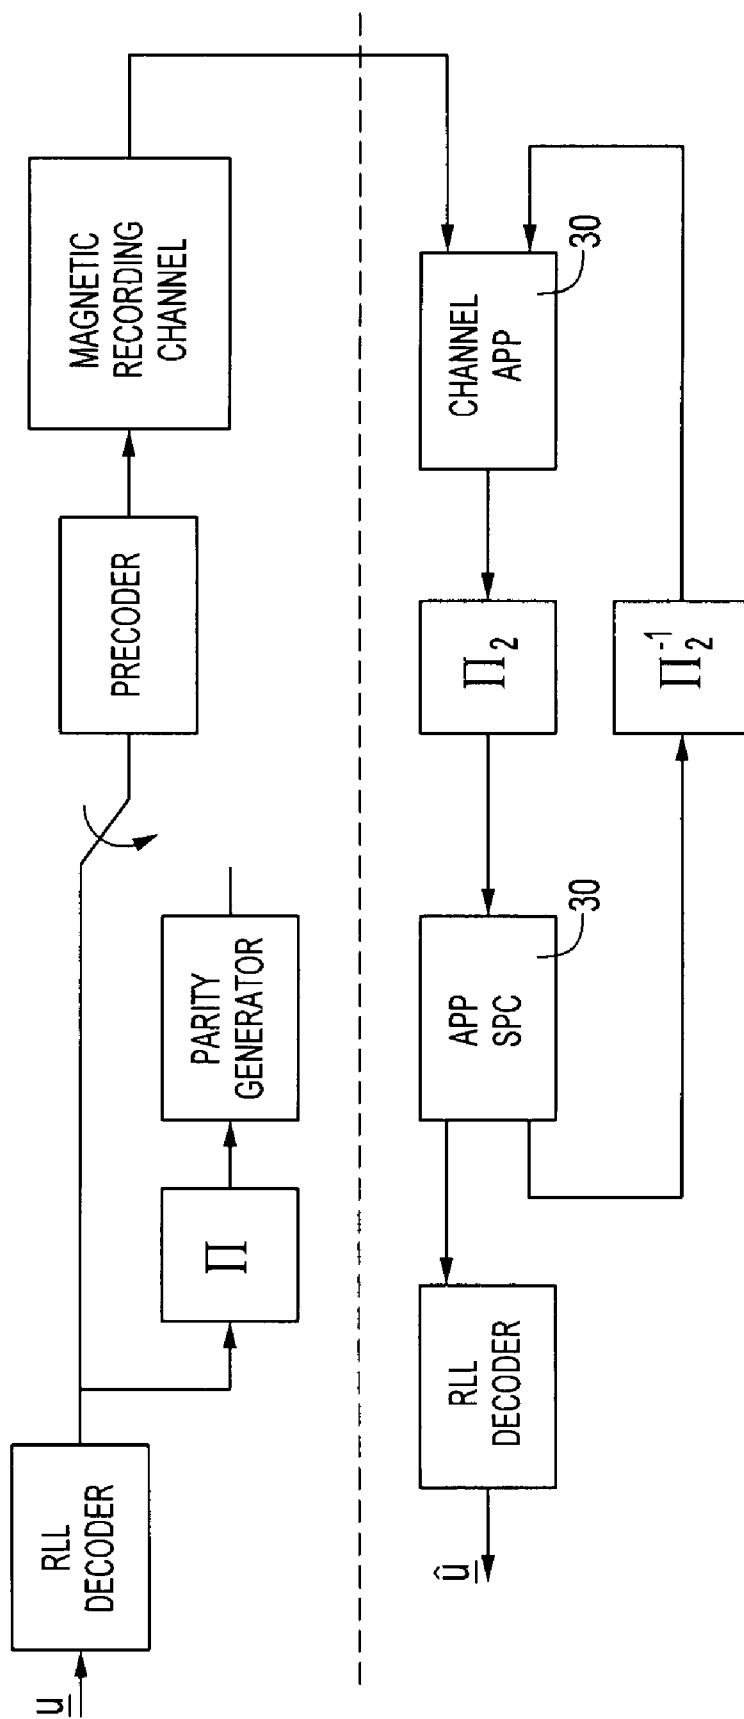 u
RLL
DECODER
Π
PARITY
GENERATOR
PRECODER
MAGNETIC
RECORDING
CHANNEL
CHANNEL
APP
30
Π₂
APP
SPC
30
Π₂⁻¹
RLL
DECODER
û